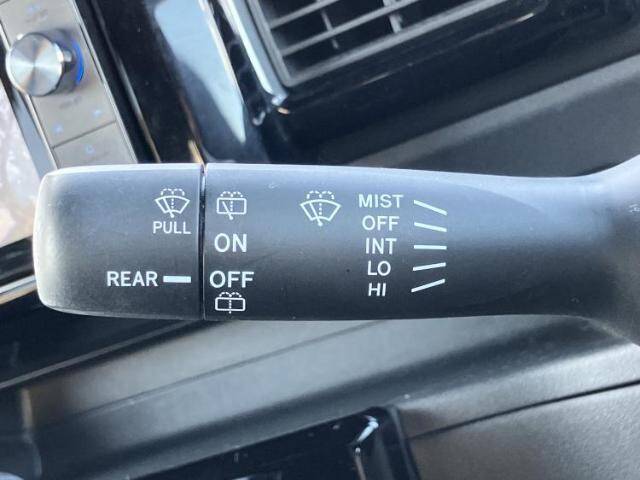 PULL
REAR
ON
OFF
MIST
OFF
INT
LO
HI